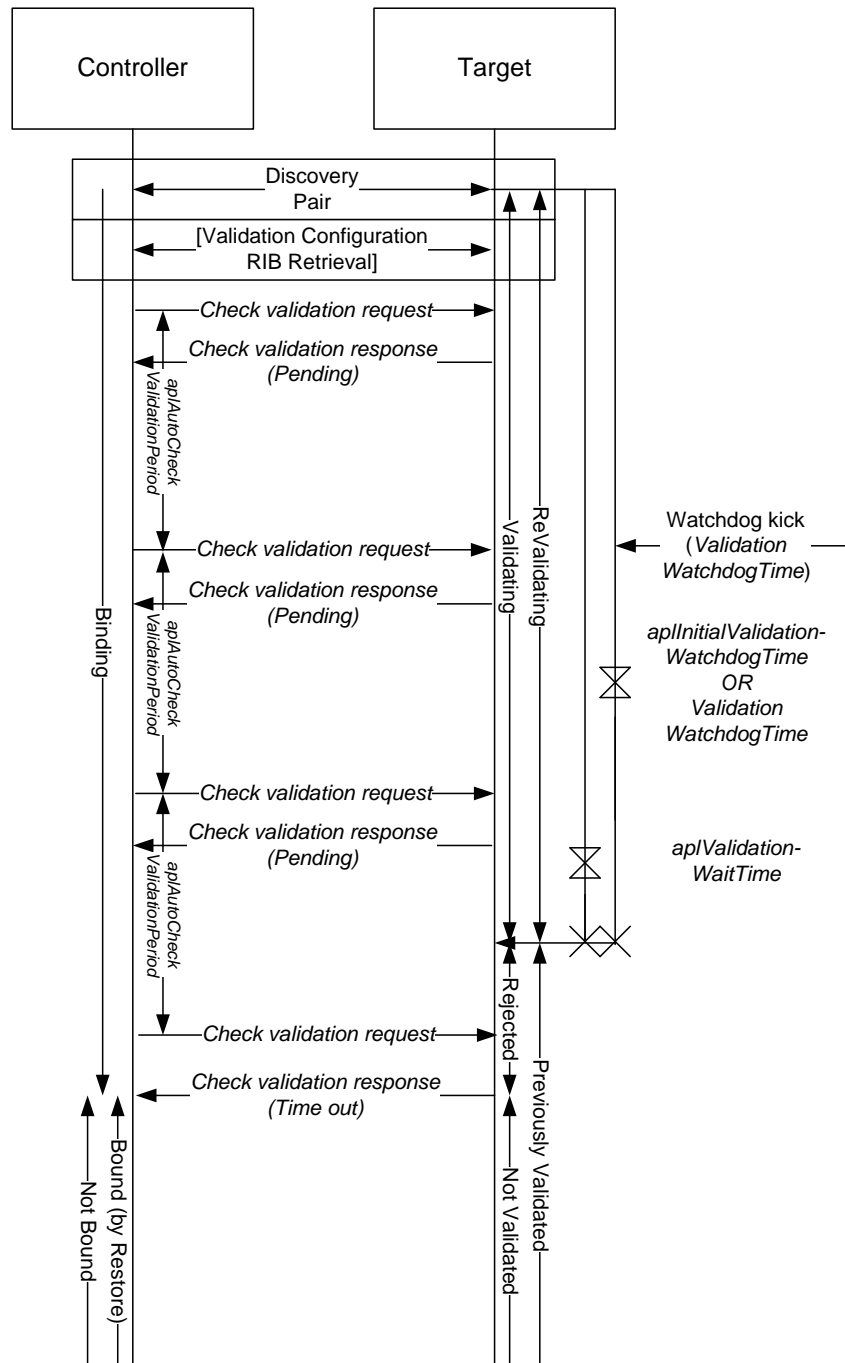 Controller
Target
Discovery
Pair
[Validation Configuration
RIB Retrieval]
Check validation request
Check validation response
(Pending)
aplAutoCheck
ValidationPeriod
Validating
ReValidating
Watchdog kick
(Validation
WatchdogTime)
Check validation request
Check validation response
(Pending)
Binding
aplAutoCheck
ValidationPeriod
aplInitialValidation-
WatchdogTime
OR
Validation
WatchdogTime
Check validation request
Check validation response
(Pending)
aplAutoCheck
ValidationPeriod
aplValidation-
WaitTime
Rejected
Check validation request
Previously Validated
Check validation response
(Time out)
Not Bound
Bound (by Restore)
Not Validated